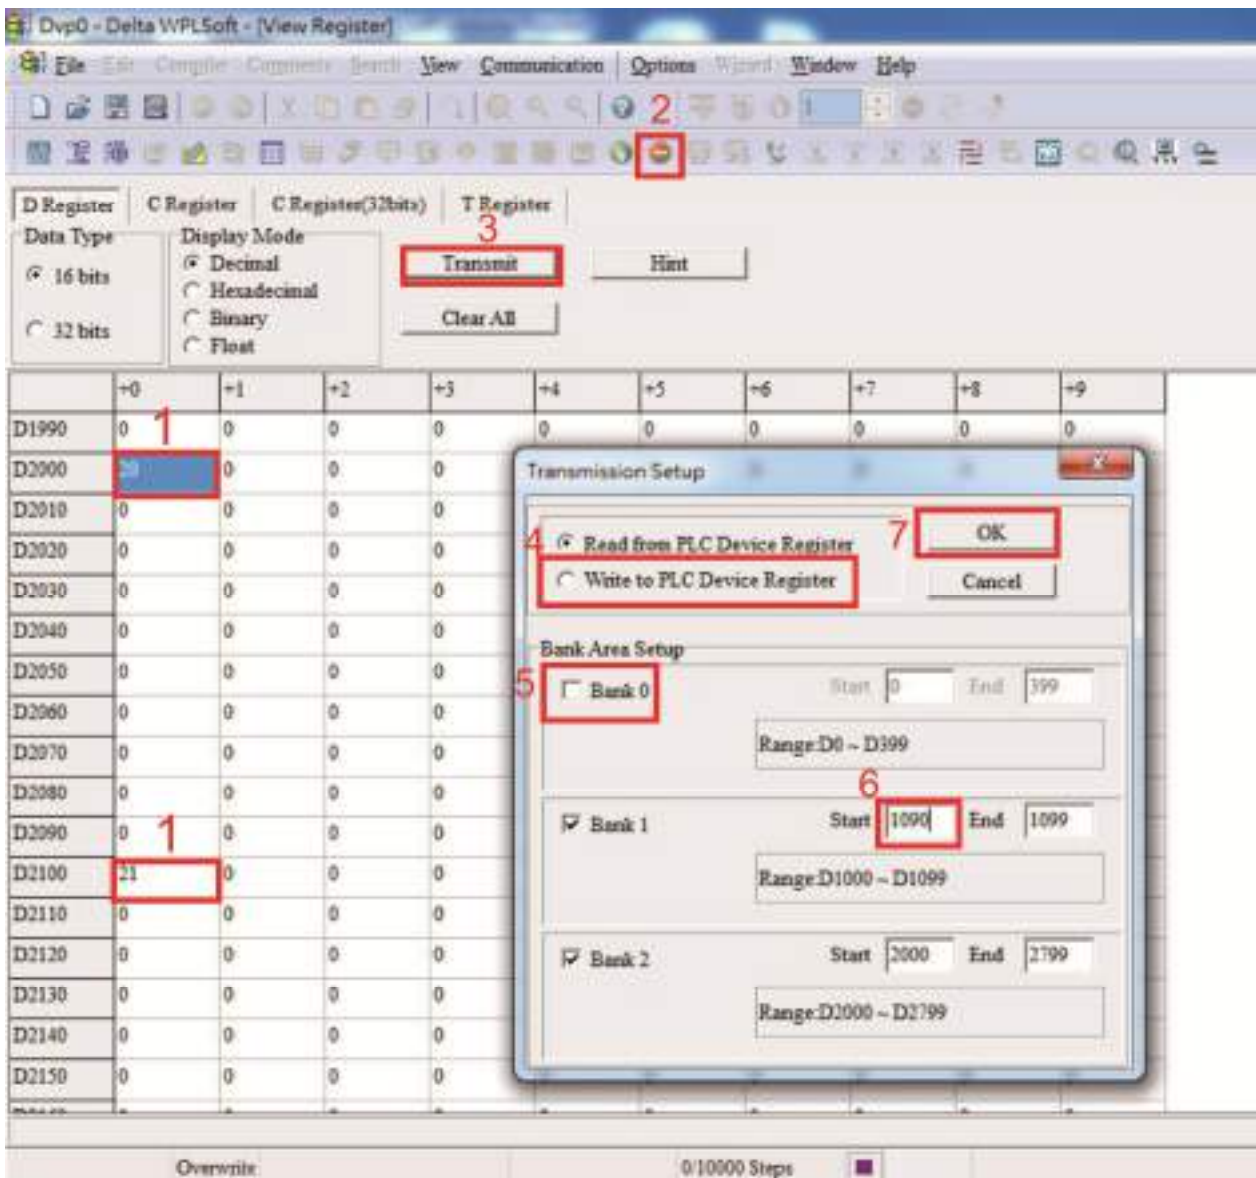 Dvp0 - Delta WPLSoft - [View Register]
File Edit Compiler Comments Search View Communication Options Wizard Window Help
2
D Register C Register C Register(32bits) T Register
3
Data Type Display Mode
16 bits Decimal Transmit Hint
Hexadecimal
32 bits Binary Clear All
Float
+0 +1 +2 +3 +4 +5 +6 +7 +8 +9
1
D1990 0 0 0 0 0 0 0 0 0 0
D2000 20 0 0 0
D2010 0 0 0 0
D2020 0 0 0 0
D2030 0 0 0 0
D2040 0 0 0 0
D2050 0 0 0 0
D2060 0 0 0 0
D2070 0 0 0 0
D2080 0 0 0 0
D2090 0 0 0 0
1
D2100 21 0 0 0
D2110 0 0 0 0
D2120 0 0 0 0
D2130 0 0 0 0
D2140 0 0 0 0
D2150 0 0 0 0
Transmission Setup
4 Read from PLC Device Register 7 OK
Write to PLC Device Register Cancel
Bank Area Setup
5 Bank 0 Start 0 End 399
Range:D0 ~ D399
6
Bank 1 Start 1090 End 1099
Range:D1000 ~ D1099
Bank 2 Start 2000 End 2799
Range:D2000 ~ D2799
Overwrite 0/10000 Steps